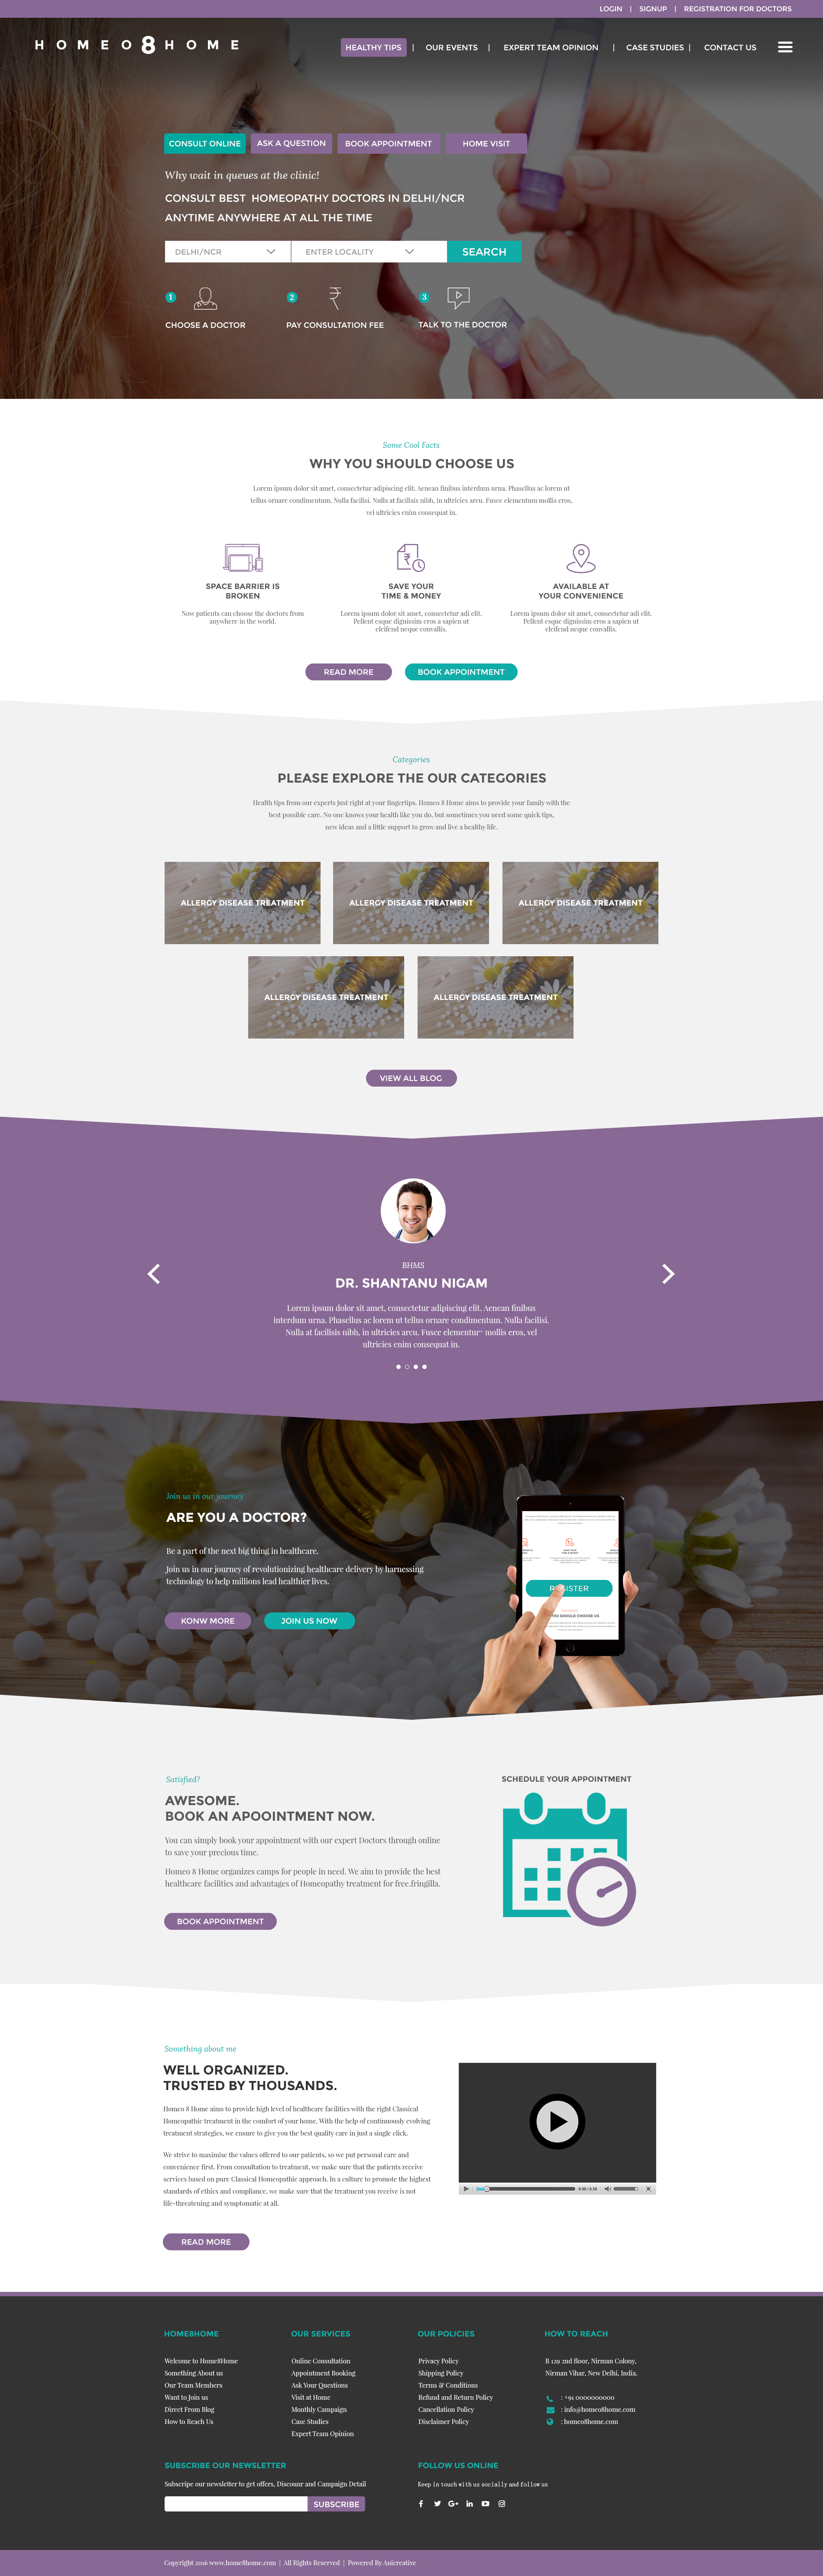 LOGIN | SIGNUP | REGISTRATION FOR DOCTORS
HOMEO8HOME
HEALTHY TIPS | OUR EVENTS | EXPERT TEAM OPINION | CASE STUDIES | CONTACT US
CONSULT ONLINE
ASK A QUESTION
BOOK APPOINTMENT
HOME VISIT
Why wait in queues at the clinic!
CONSULT BEST HOMEOPATHY DOCTORS IN DELHI/NCR
ANYTIME ANYWHERE AT ALL THE TIME
DELHI/NCR
ENTER LOCALITY
SEARCH
1
2
3
CHOOSE A DOCTOR
PAY CONSULTATION FEE
TALK TO THE DOCTOR
Some Cool Facts
WHY YOU SHOULD CHOOSE US
Lorem ipsum dolor sit amet, consectetur adipiscing elit. Aenean finibus interdum urna. Phasellus ac lorem ut
tellus ornare condimentum. Nulla facilisi. Nulla at facilisis nibh, in ultricies arcu. Fusce elementum mollis eros,
vel ultricies enim consequat in.
SPACE BARRIER IS
BROKEN
Now patients can choose the doctors from
anywhere in the world.
SAVE YOUR
TIME & MONEY
Lorem ipsum dolor sit amet, consectetur adi elit.
Pellent esque dignissim eros a sapien ut
eleifend neque convallis.
AVAILABLE AT
YOUR CONVENIENCE
Lorem ipsum dolor sit amet, consectetur adi elit.
Pellent esque dignissim eros a sapien ut
eleifend neque convallis.
READ MORE
BOOK APPOINTMENT
Categories
PLEASE EXPLORE THE OUR CATEGORIES
Health tips from our experts just right at your fingertips. Homeo 8 Home aims to provide your family with the
best possible care. No one knows your health like you do, but sometimes you need some quick tips,
new ideas and a little support to grow and live a healthy life.
ALLERGY DISEASE TREATMENT
ALLERGY DISEASE TREATMENT
ALLERGY DISEASE TREATMENT
ALLERGY DISEASE TREATMENT
ALLERGY DISEASE TREATMENT
VIEW ALL BLOG
BHMS
DR. SHANTANU NIGAM
Lorem ipsum dolor sit amet, consectetur adipiscing elit. Aenean finibus
interdum urna. Phasellus ac lorem ut tellus ornare condimentum. Nulla facilisi.
Nulla at facilisis nibh, in ultricies arcu. Fusce mollis eros, vel
ultricies enim consequat in.
Join us in our journey
ARE YOU A DOCTOR?
Be a part of the next big thing in healthcare.
Join us in our journey of revolutionizing healthcare delivery by harnessing
technology to help millions lead healthier lives.
KONW MORE
JOIN US NOW
YOU SHOULD CHOOSE US
Satisfied?
AWESOME.
BOOK AN APOOINTMENT NOW.
You can simply book your appointment with our expert Doctors through online
to save your precious time.
Homeo 8 Home organizes camps for people in need. We aim to provide the best
healthcare facilities and advantages of Homeopathy treatment for free.fringilla.
BOOK APPOINTMENT
SCHEDULE YOUR APPOINTMENT
Something about me
WELL ORGANIZED.
TRUSTED BY THOUSANDS.
Homeo 8 Home aims to provide high level of healthcare facilities with the right Classical
Homeopathic treatment in the comfort of your home. With the help of continuously evolving
treatment strategies, we ensure to give you the best quality care in just a single click.
We strive to maximise the values offered to our patients, so we put personal care and
convenience first. From consultation to treatment, we make sure that the patients receive
services based on pure Classical Homeopathic approach. In a culture to promote the highest
standards of ethics and compliance, we make sure that the treatment you receive is not
life-threatening and symptomatic at all.
READ MORE
HOME8HOME
Welcome to Home8Home
Something About us
Our Team Members
Want to Join us
Direct From Blog
How to Reach Us
OUR SERVICES
Online Consultation
Appointment Booking
Ask Your Questions
Visit at Home
Monthly Campaign
Case Studies
Expert Team Opinion
OUR POLICIES
Privacy Policy
Shipping Policy
Terms & Conditions
Refund and Return Policy
Cancellation Policy
Disclaimer Policy
HOW TO REACH
B 129 2nd floor, Nirman Colony,
Nirman Vihar, New Delhi, India.
: +91 0000000000
: info@homeo8home.com
: homeo8home.com
SUBSCRIBE OUR NEWSLETTER
Subscripe our newsletter to get offers, Discounr and Campaign Detail
SUBSCRIBE
FOLLOW US ONLINE
Keep in touch with us socially and follow us
Copyright 2016 www.home8home.com | All Rights Reserved | Powered By Anicreative